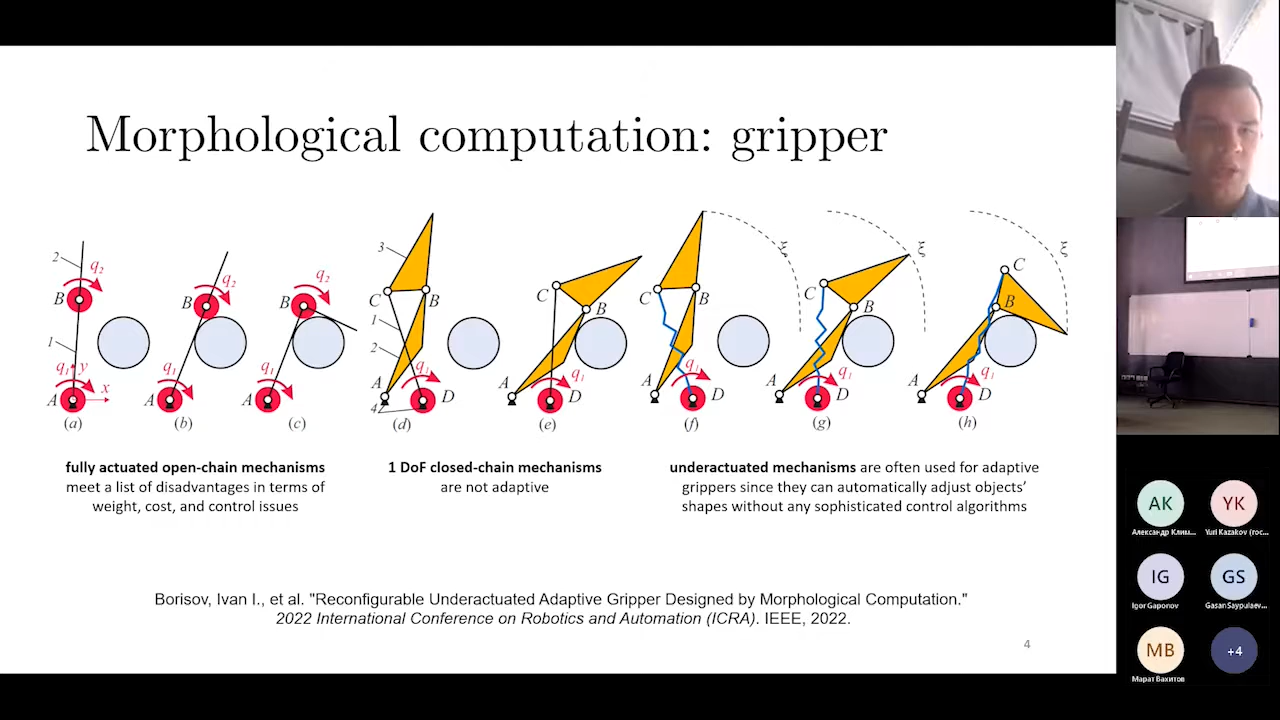 Morphological computation: gripper
2
q₂
B
1
q₁
y
x
A
(a)
q₂
B
q₁
A
(b)
q₂
B
q₁
A
(c)
3
C
B
1
2
q₁
A
D
4
(d)
C
B
q₁
A
D
(e)
ξ
C
B
q₁
A
D
(f)
ξ
C
B
q₁
A
D
(g)
ξ
C
B
q₁
A
D
(h)
fully actuated open-chain mechanisms
meet a list of disadvantages in terms of
weight, cost, and control issues
1 DoF closed-chain mechanisms
are not adaptive
underactuated mechanisms are often used for adaptive
grippers since they can automatically adjust objects'
shapes without any sophisticated control algorithms
Borisov, Ivan I., et al. "Reconfigurable Underactuated Adaptive Gripper Designed by Morphological Computation."
2022 International Conference on Robotics and Automation (ICRA). IEEE, 2022.
4
AK
YK
Александр Клим...
Yuri Kazakov (гос...
IG
GS
Igor Gaponov
Gasan Saypulaev...
MB
+4
Марат Вахитов